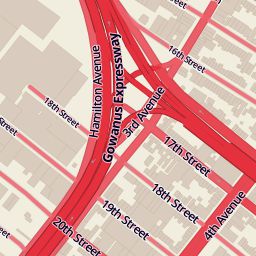 Hamilton Avenue
Gowanus Expressway
16th Street
3rd Avenue
18th Street
17th Street
18th Street
19th Street
20th Street
4th Avenue